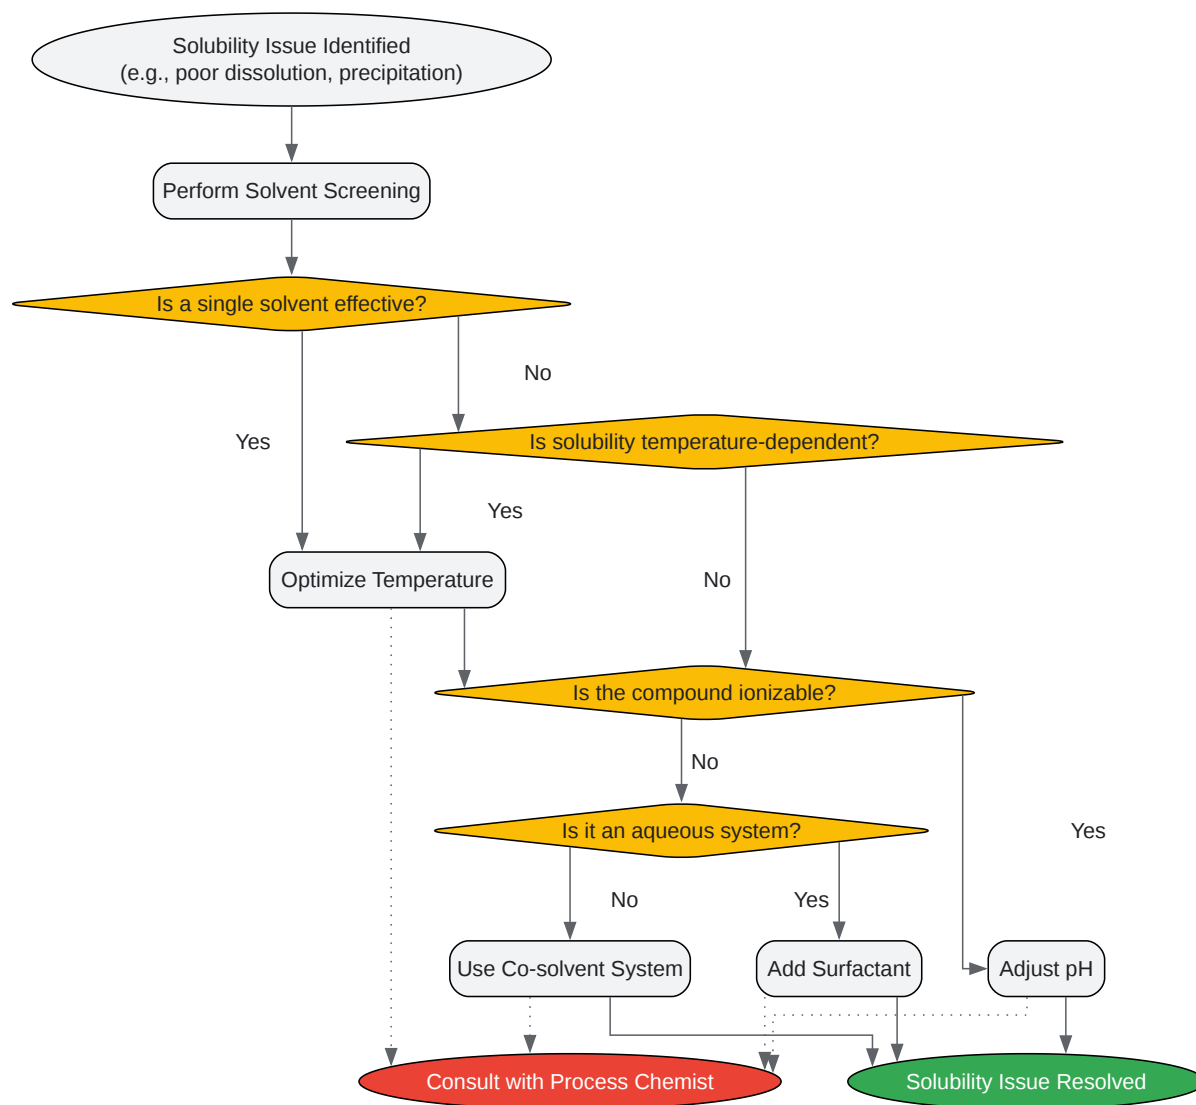 Solubility Issue Identified
(e.g., poor dissolution, precipitation)
Perform Solvent Screening
Is a single solvent effective?
No
Yes
Is solubility temperature-dependent?
Yes
Optimize Temperature
No
Is the compound ionizable?
No
Is it an aqueous system?
Yes
No
Yes
Use Co-solvent System
Add Surfactant
Adjust pH
Consult with Process Chemist
Solubility Issue Resolved